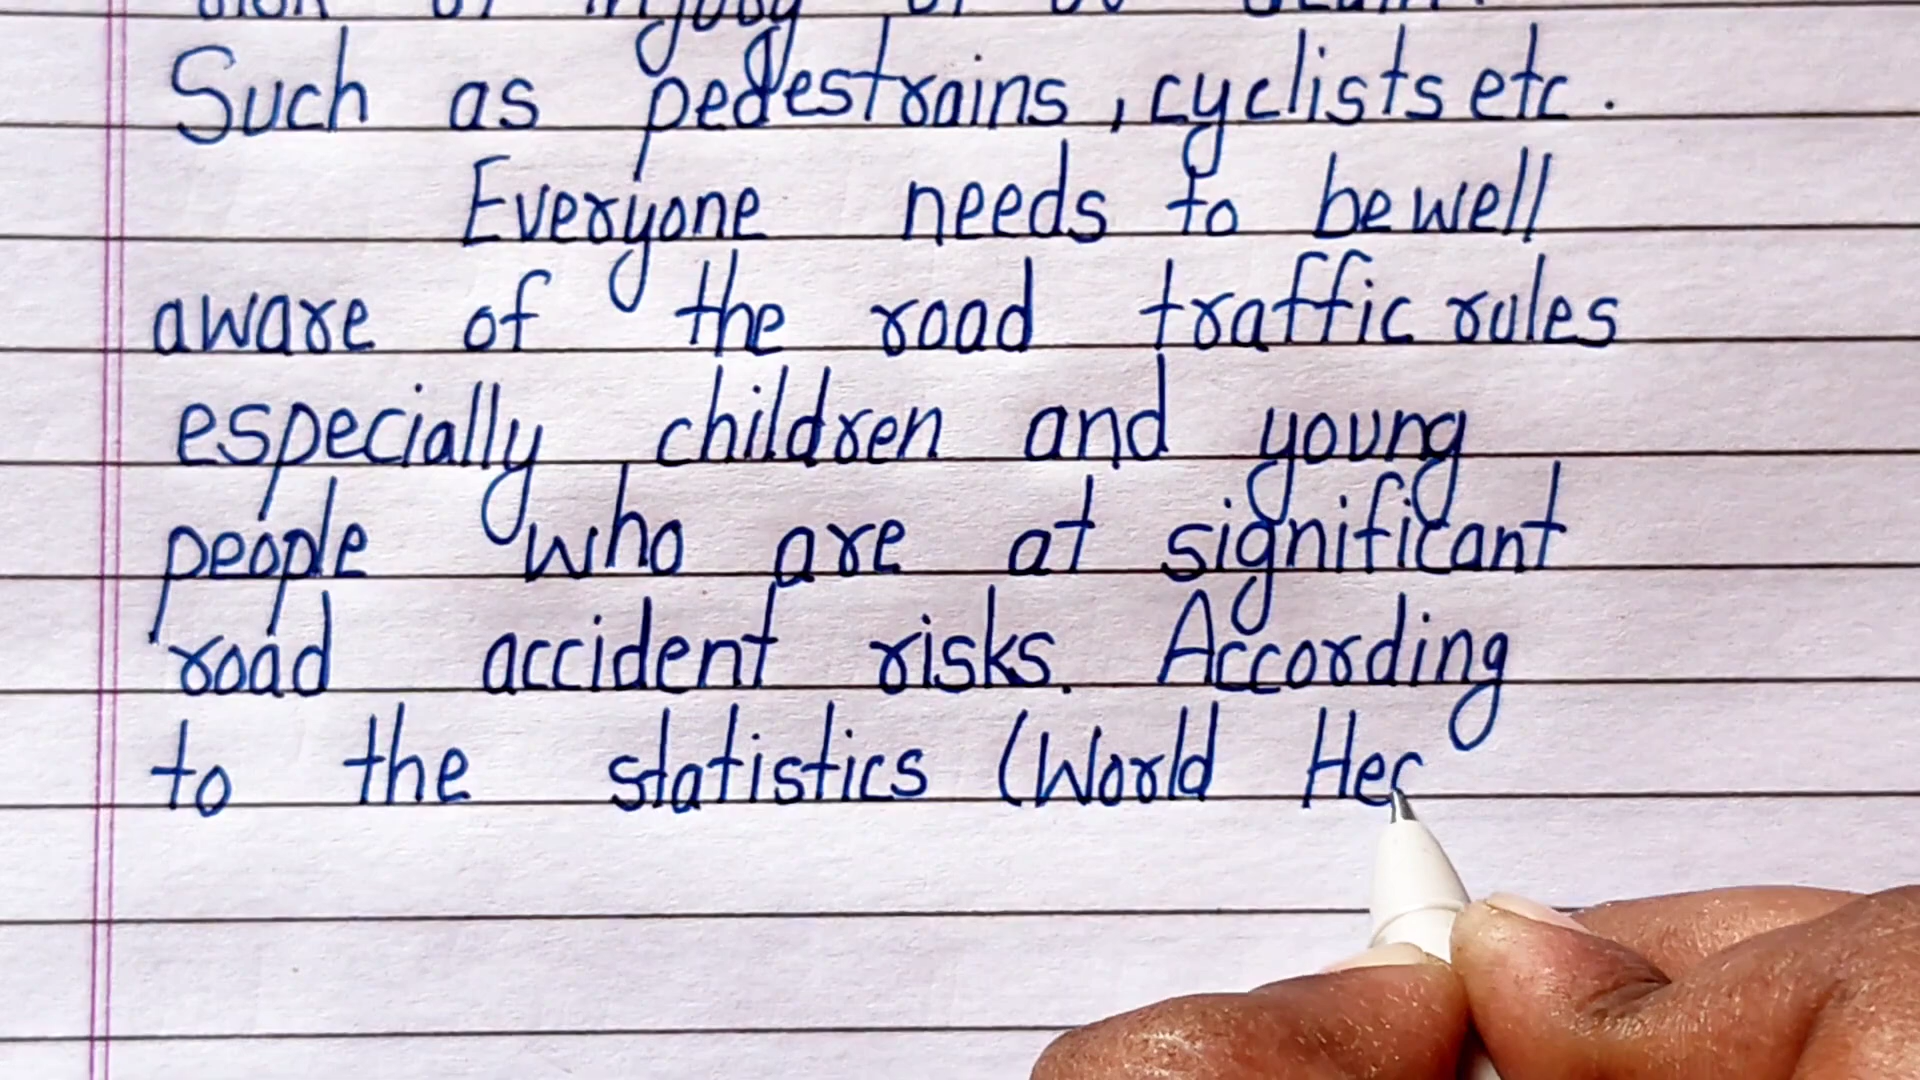 Such as pedestrains, cyclists etc.
Everyone needs to be well
aware of the road traffic rules
especially children and young
people who are at significant
road accident risks. According
to the statistics (World Hec